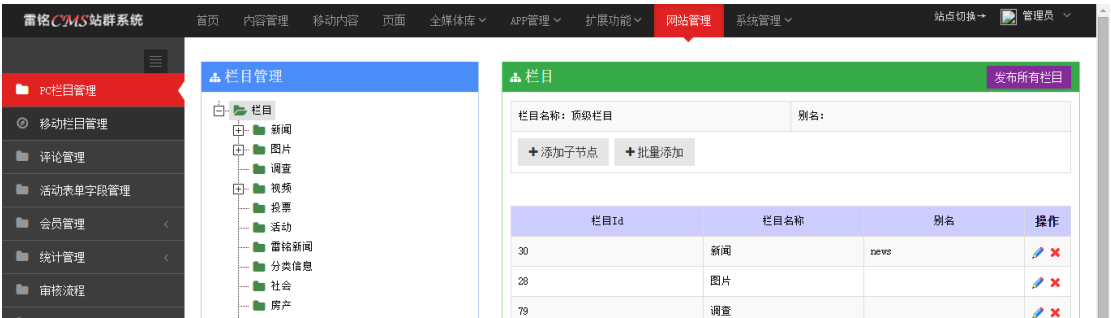 雷铭CMS站群系统
首页 内容管理 移动内容 页面 全媒体库 APP管理 扩展功能 网站管理 系统管理 站点切换→ 管理员
PC栏目管理
移动栏目管理
评论管理
活动表单字段管理
会员管理
统计管理
审核流程
栏目管理
栏目
新闻
图片
调查
视频
投票
活动
雷铭新闻
分类信息
社会
房产
栏目 发布所有栏目
栏目名称: 顶级栏目 别名:
添加子节点 批量添加
栏目Id 栏目名称 别名 操作
30 新闻 news
28 图片
79 调查